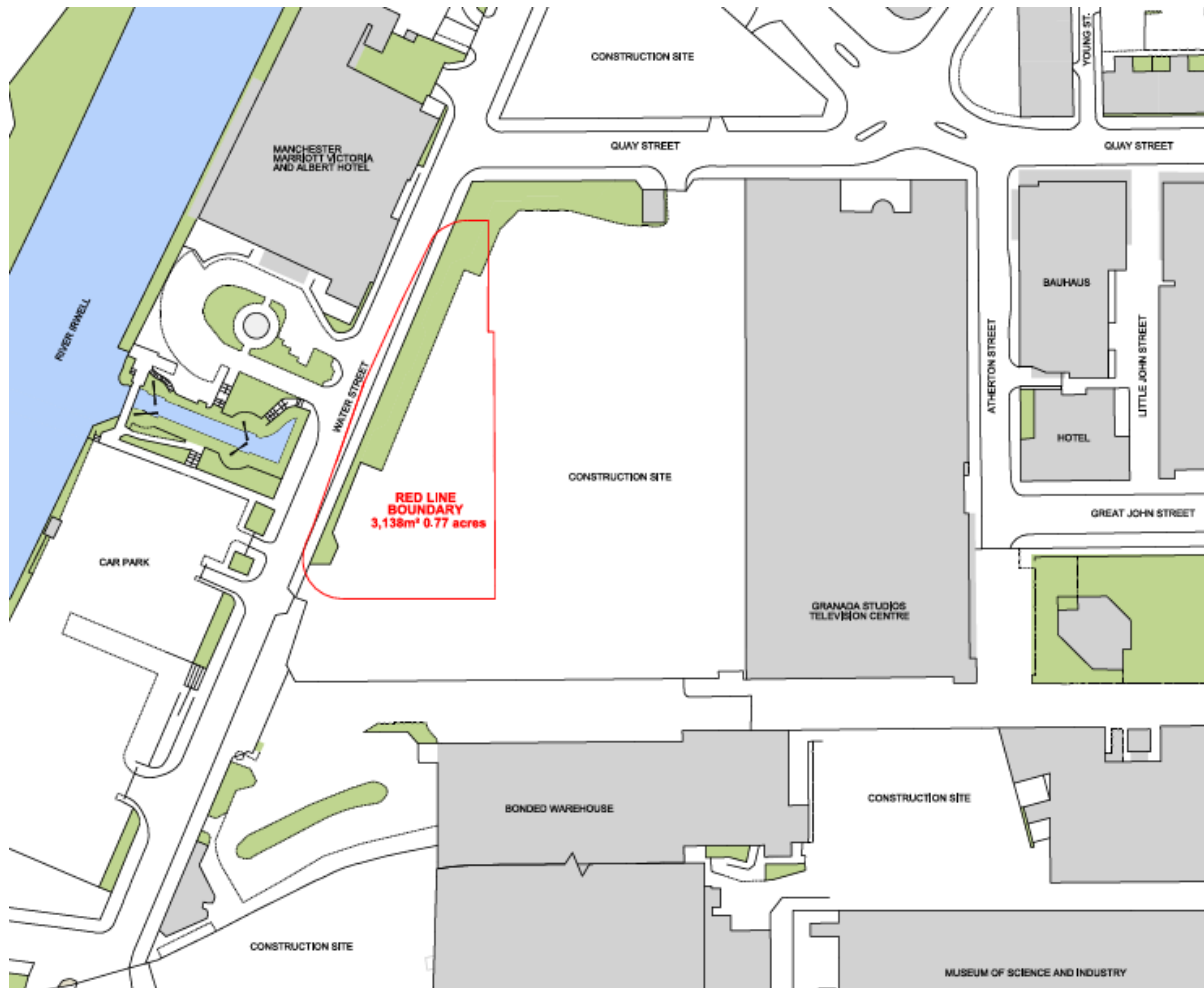 CONSTRUCTION SITE
YOUNG ST.
MANCHESTER
MARRIOTT VICTORIA
AND ALBERT HOTEL
QUAY STREET
QUAY STREET
RIVER IRWELL
WATER STREET
BAUHAUS
ATHERTON STREET
LITTLE JOHN STREET
HOTEL
CONSTRUCTION SITE
RED LINE
BOUNDARY
3,138m² 0.77 acres
GREAT JOHN STREET
CAR PARK
GRANADA STUDIOS
TELEVISION CENTRE
BONDED WAREHOUSE
CONSTRUCTION SITE
CONSTRUCTION SITE
MUSEUM OF SCIENCE AND INDUSTRY